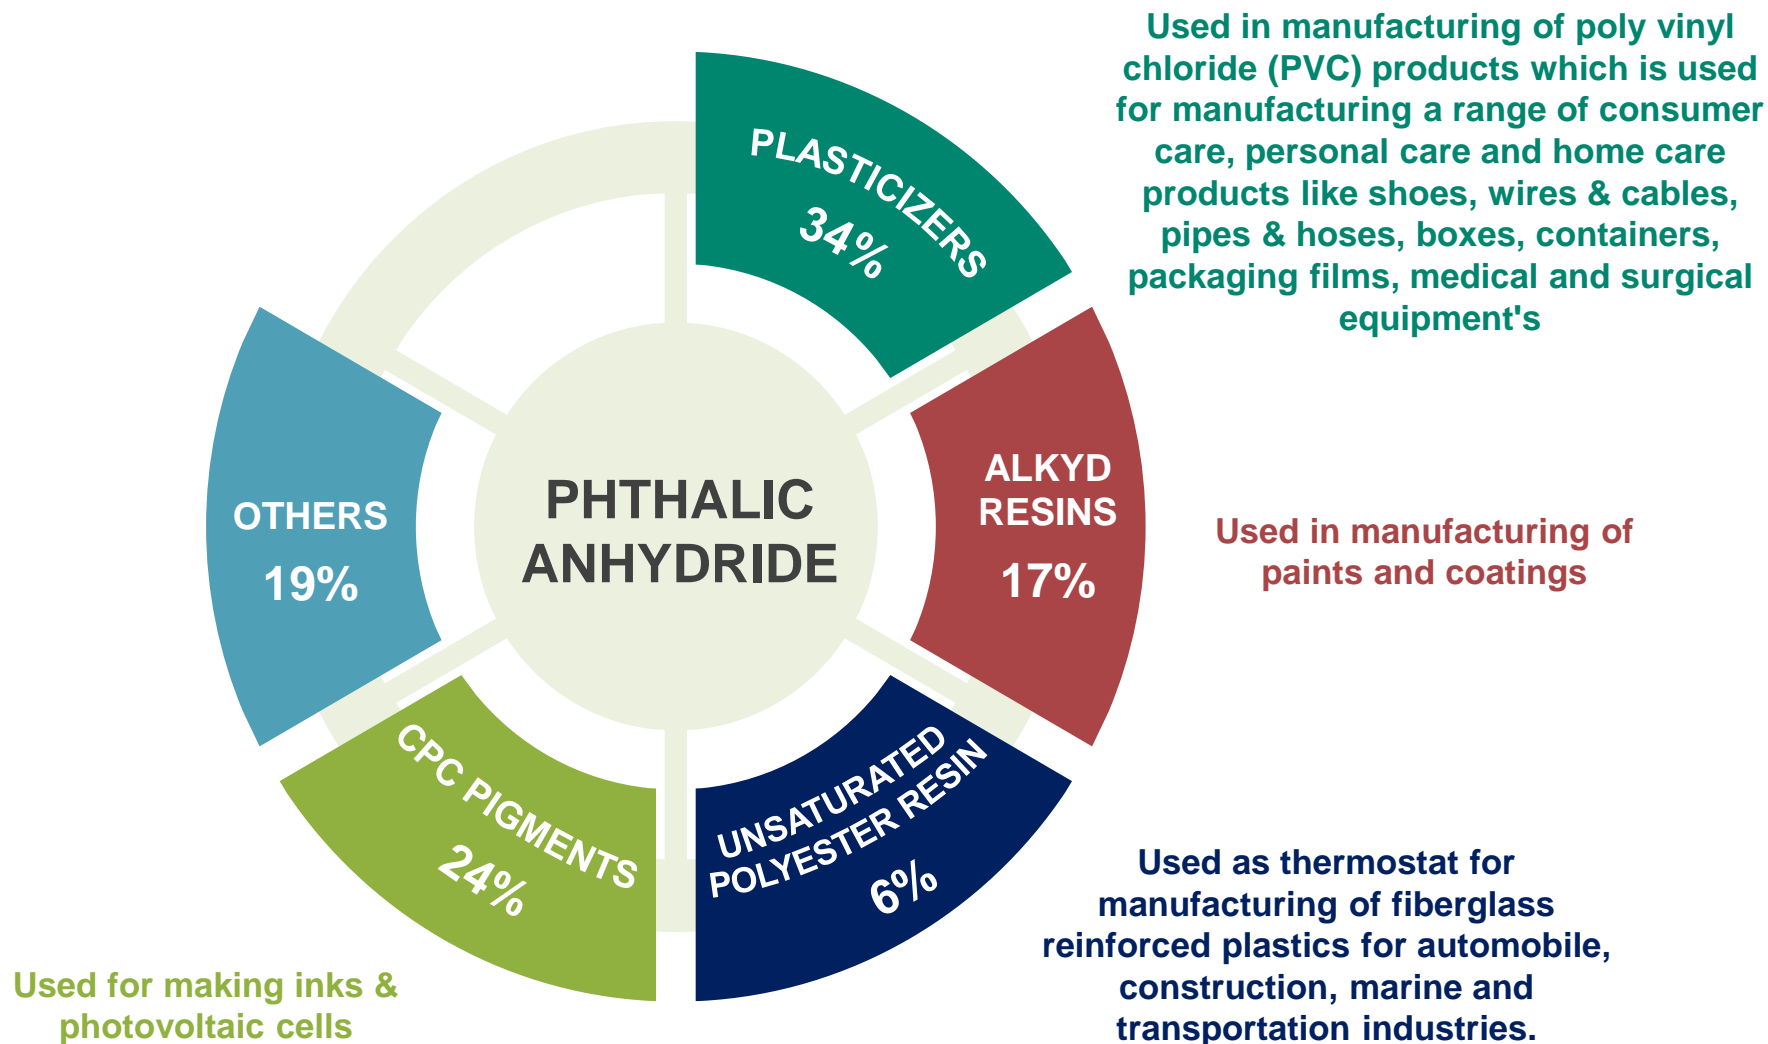 Used in manufacturing of poly vinyl
chloride (PVC) products which is used
for manufacturing a range of consumer
care, personal care and home care
products like shoes, wires & cables,
pipes & hoses, boxes, containers,
packaging films, medical and surgical
equipment's
PLASTICIZERS
34%
ALKYD
RESINS
17%
Used in manufacturing of
paints and coatings
PHTHALIC
ANHYDRIDE
OTHERS
19%
UNSATURATED
POLYESTER RESIN
6%
Used as thermostat for
manufacturing of fiberglass
reinforced plastics for automobile,
construction, marine and
transportation industries.
CPC PIGMENTS
24%
Used for making inks &
photovoltaic cells